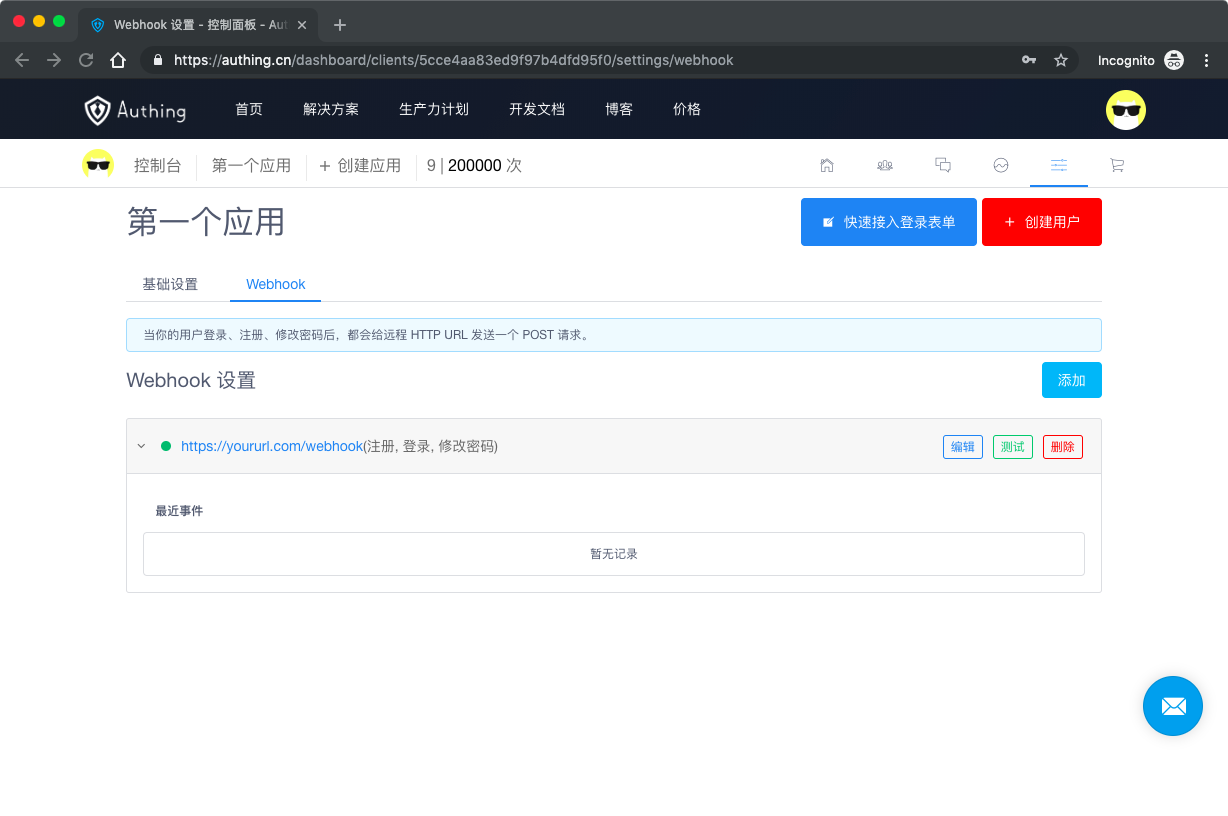 Webhook 设置 - 控制面板 - Aut
https://authing.cn/dashboard/clients/5cce4aa83ed9f97b4dfd95f0/settings/webhook
Incognito
Authing 首页 解决方案 生产力计划 开发文档 博客 价格
控制台 第一个应用 + 创建应用 9 | 200000 次
第一个应用
快速接入登录表单
+ 创建用户
基础设置 Webhook
当你的用户登录、注册、修改密码后，都会给远程 HTTP URL 发送一个 POST 请求。
Webhook 设置
添加
https://yoururl.com/webhook(注册, 登录, 修改密码)
编辑 测试 删除
最近事件
暂无记录